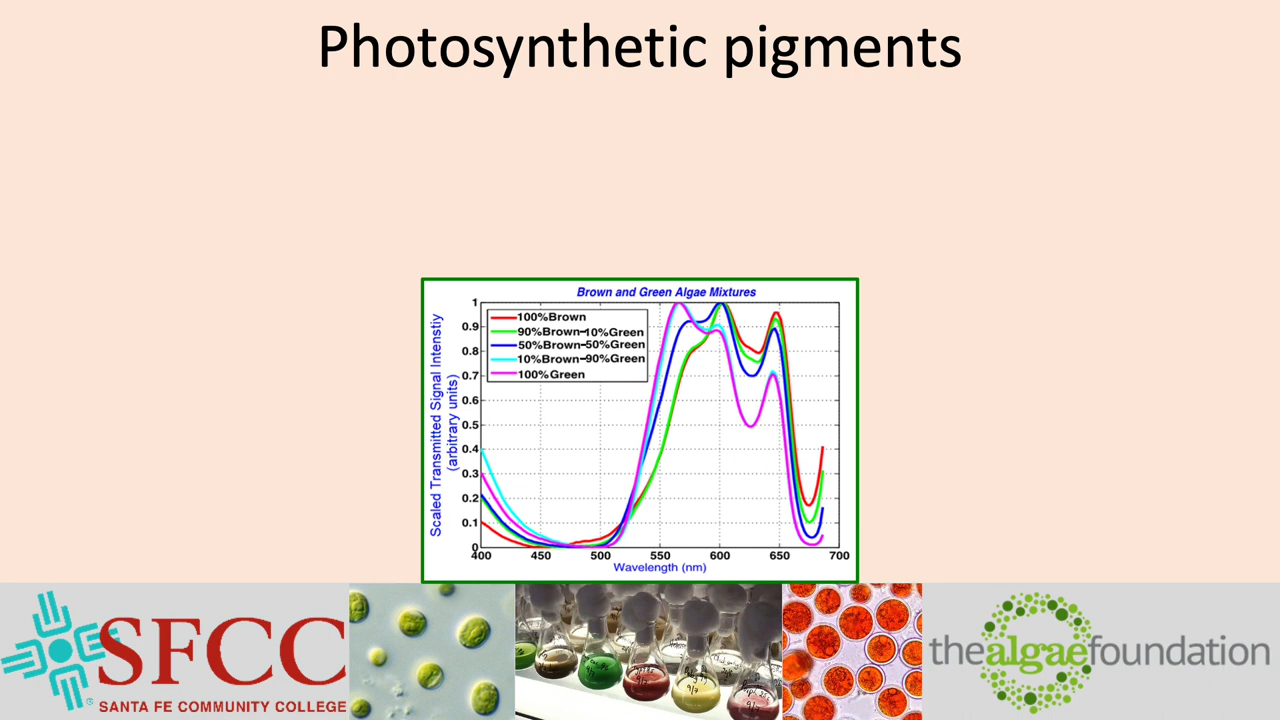 Photosynthetic pigments
Brown and Green Algae Mixtures
Scaled Transmitted Signal Intenstiy
(arbitrary units)
1
0.9
0.8
0.7
0.6
0.5
0.4
0.3
0.2
0.1
0
100%Brown
90%Brown–10%Green
50%Brown–50%Green
10%Brown–90%Green
100%Green
400 450 500 550 600 650 700
Wavelength (nm)
SFCC
®
SANTA FE COMMUNITY COLLEGE
thealgaefoundation